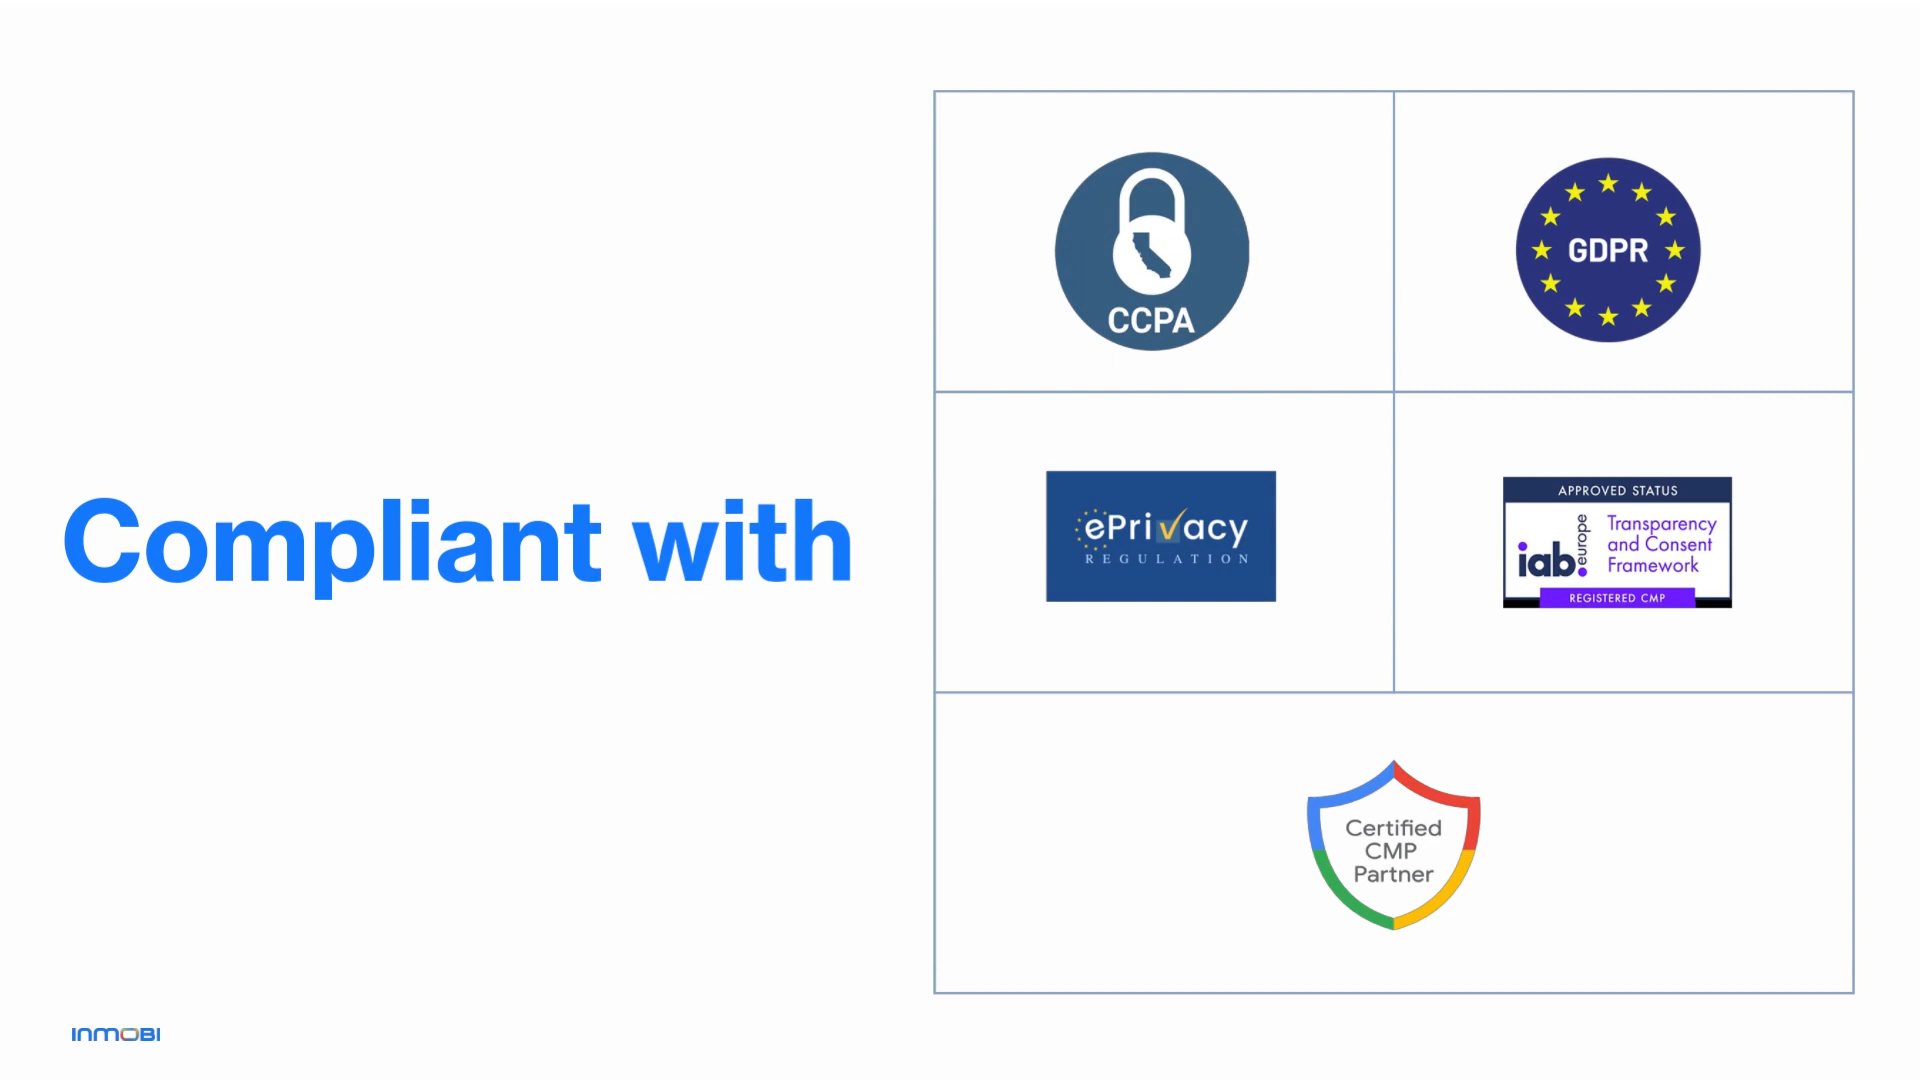 Compliant with
CCPA
GDPR
ePrivacy
REGULATION
APPROVED STATUS
iab europe
Transparency
and Consent
Framework
REGISTERED CMP
Certified
CMP
Partner
INMOBI